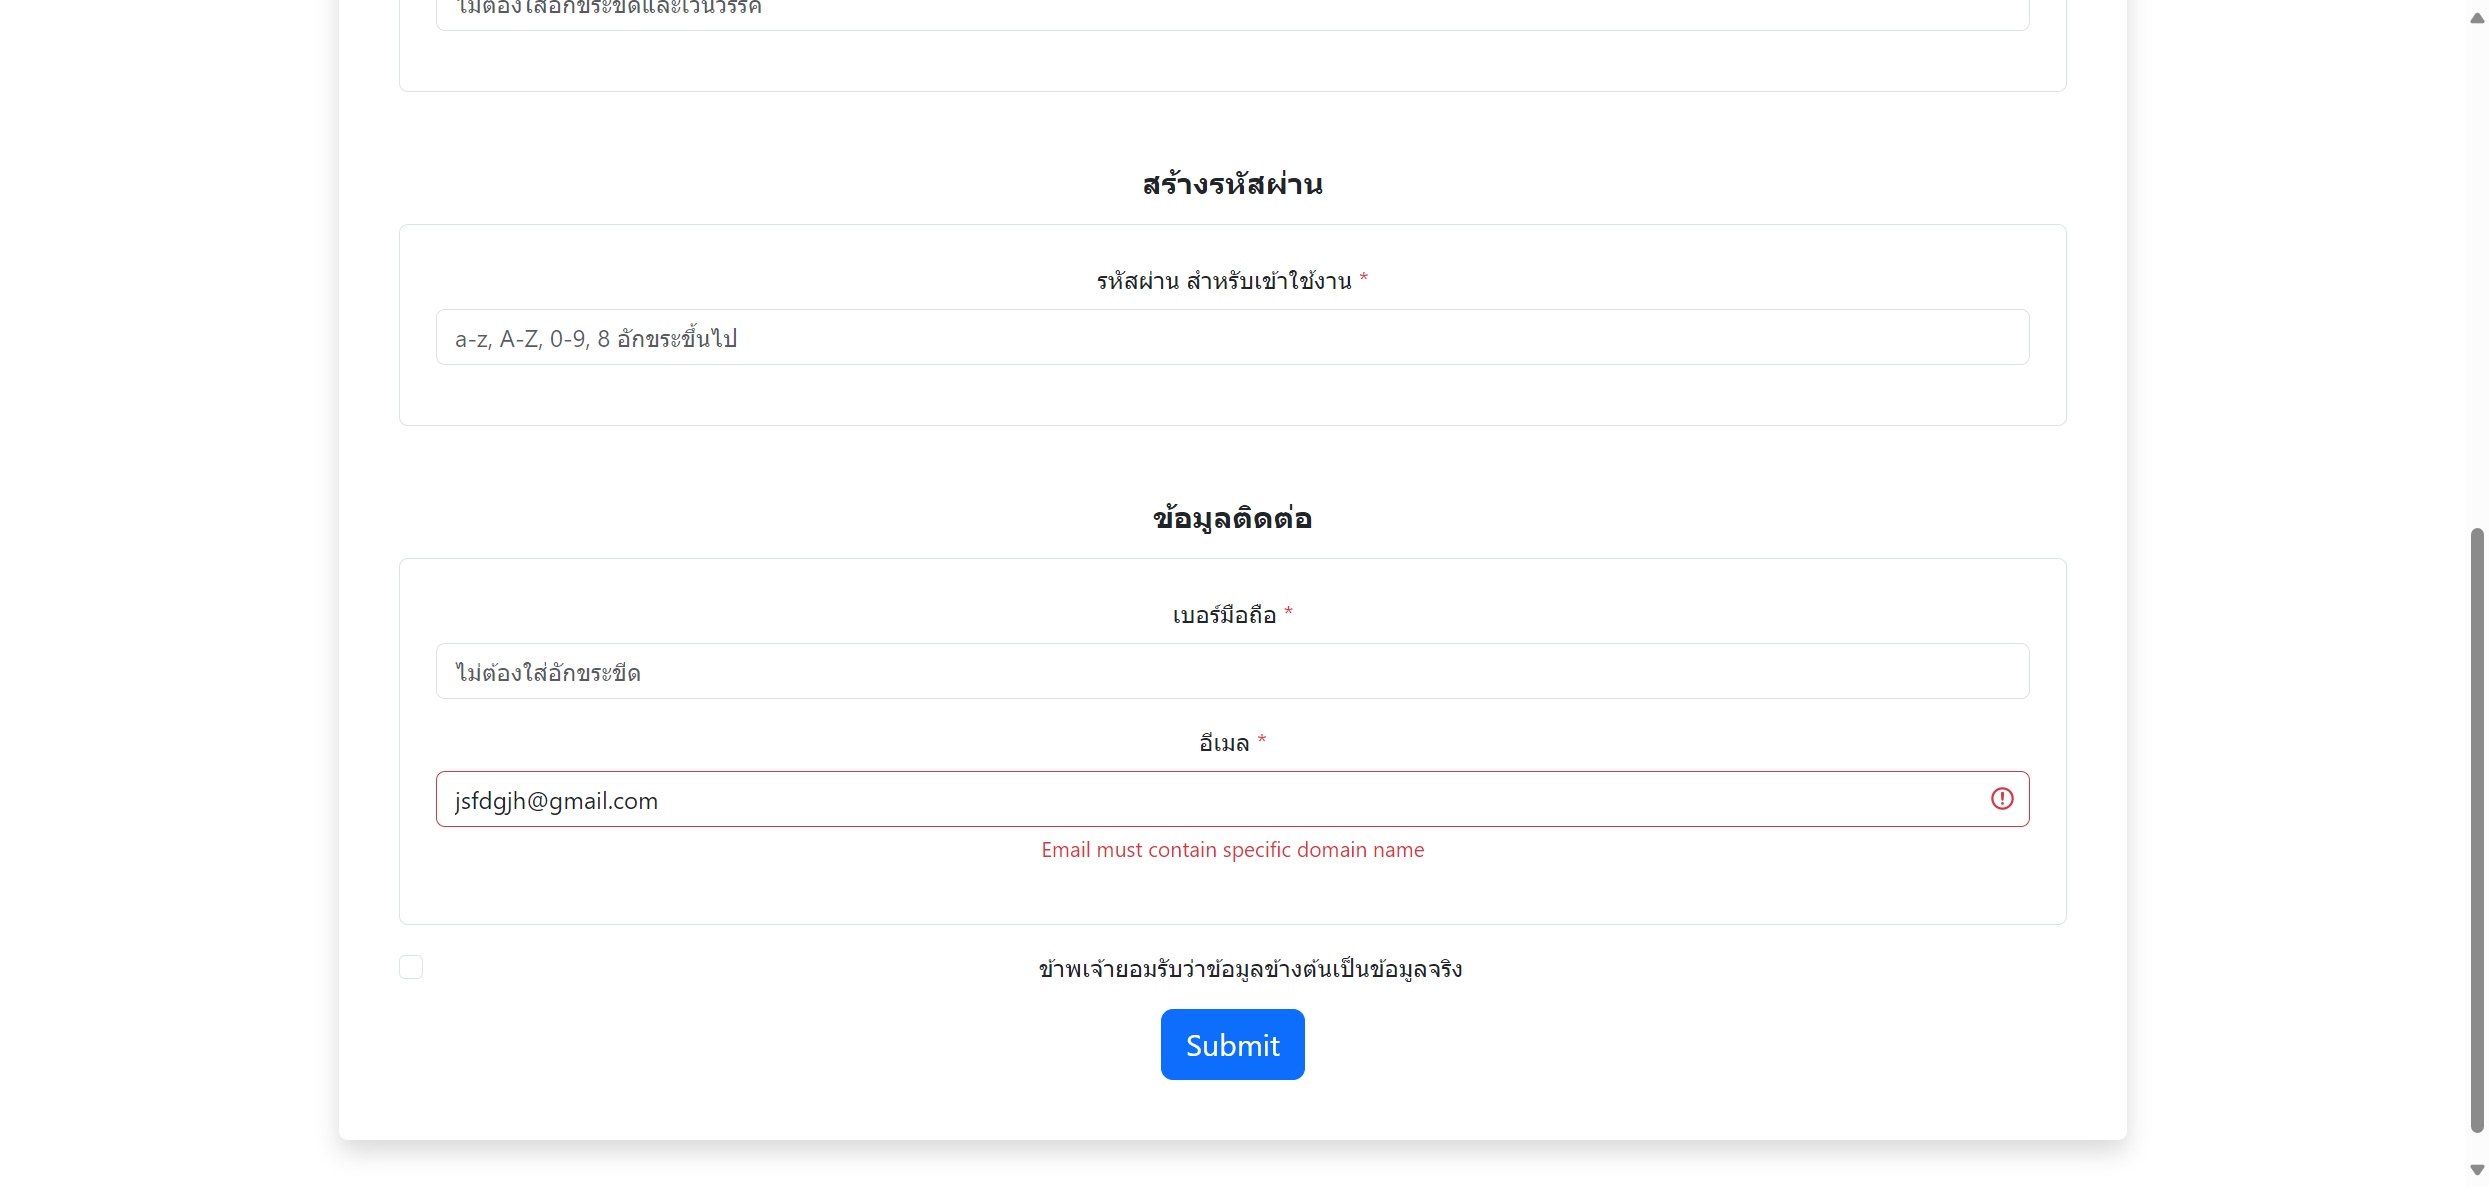 ไม่ต้องใส่อักขระขีดและเว้นวรรค
สร้างรหัสผ่าน
รหัสผ่าน สำหรับเข้าใช้งาน *
a-z, A-Z, 0-9, 8 อักขระขึ้นไป
ข้อมูลติดต่อ
เบอร์มือถือ *
ไม่ต้องใส่อักขระขีด
อีเมล *
jsfdgjh@gmail.com
Email must contain specific domain name
ข้าพเจ้ายอมรับว่าข้อมูลข้างต้นเป็นข้อมูลจริง
Submit